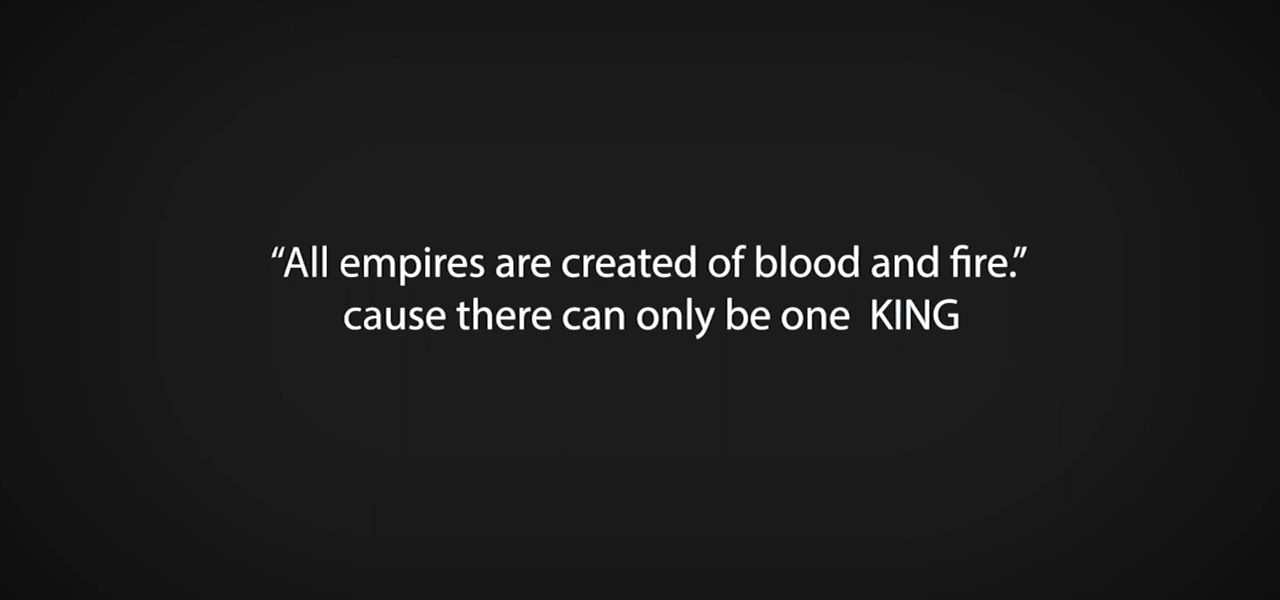 “All empires are created of blood and fire.”
cause there can only be one  KING